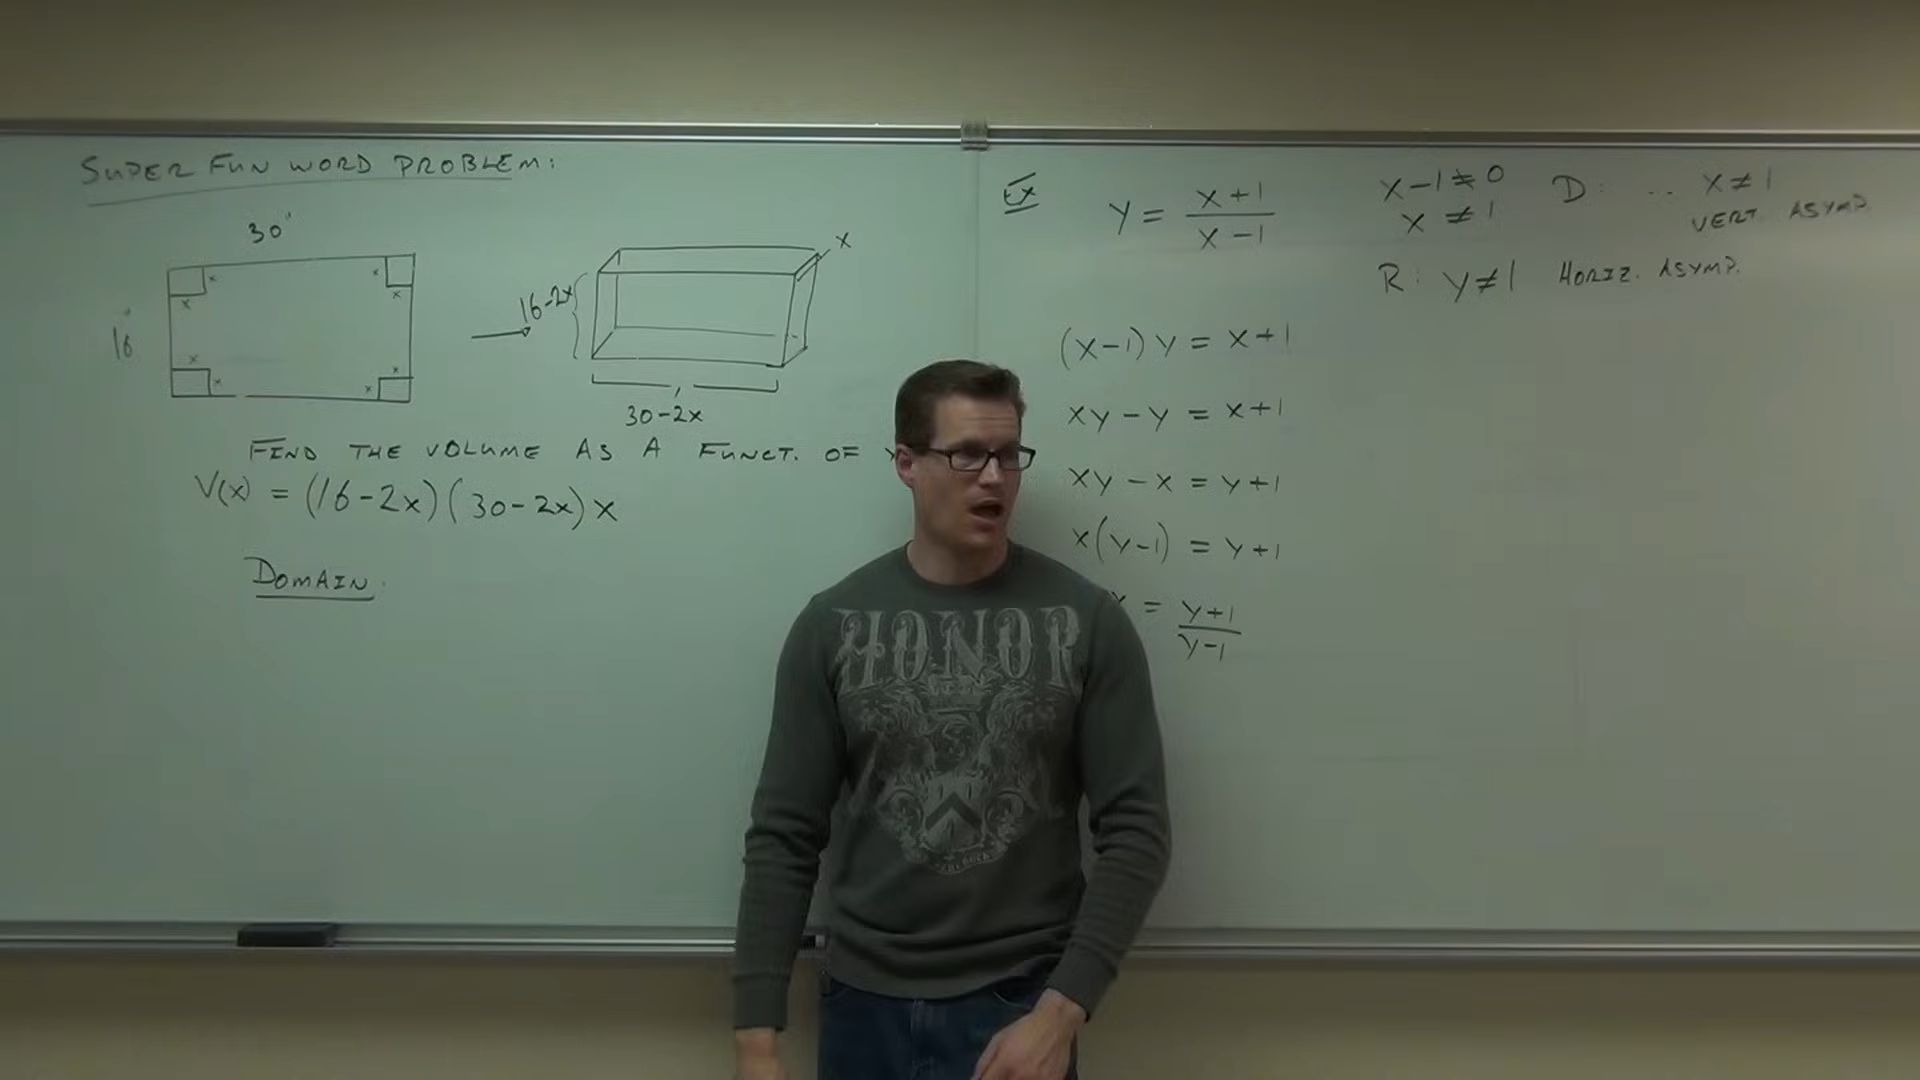 SUPER FUN WORD PROBLEM:
30"
16"
x
x
x
x
x
x
x
x
16-2x
x
30-2x
FIND THE VOLUME AS A FUNCT. OF
V(x) = (16-2x)(30-2x)x
DOMAIN:
Ex
y = x+1 / x-1
x-1≠0
x ≠ 1
D: ... x≠1
VERT ASYMP.
R: y≠1 HORIZ. ASYMP.
(x-1)y = x+1
xy-y = x+1
xy-x = y+1
x(y-1) = y+1
x = y+1 / y-1
HONOR